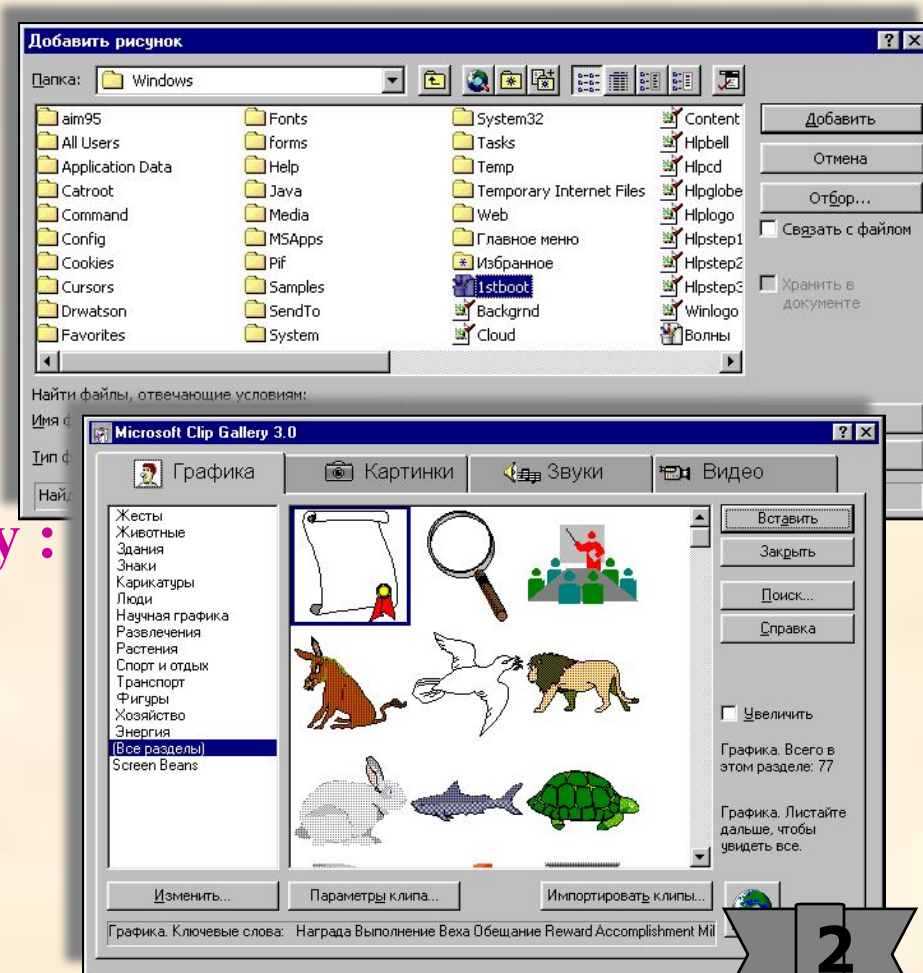 Добавить рисунок
Папка: Windows
aim95
All Users
Application Data
Catroot
Command
Config
Cookies
Cursors
Drwatson
Favorites
Fonts
forms
Help
Java
Media
MSApps
Pif
Samples
SendTo
System
System32
Tasks
Temp
Temporary Internet Files
Web
Главное меню
Избранное
1stboot
Backgrnd
Cloud
Content
Hlpbell
Hlpcd
Hlpglobe
Hlplogo
Hlpstep1
Hlpstep2
Hlpstep3
Winlogo
Волны
Добавить
Отмена
Отбор...
Связать с файлом
Хранить в
документе
Найти файлы, отвечающие условиям:
Имя
Тип
у :
Microsoft Clip Gallery 3.0
Графика Картинки Звуки Видео
Жесты
Животные
Здания
Знаки
Карикатуры
Люди
Научная графика
Развлечения
Растения
Спорт и отдых
Транспорт
Фигуры
Хозяйство
Энергия
(Все разделы)
Screen Beans
Вставить
Закрыть
Поиск...
Справка
Увеличить
Графика. Всего в
этом разделе: 77
Графика. Листайте
дальше, чтобы
увидеть все.
Изменить... Параметры клипа... Импортировать клипы...
Графика. Ключевые слова: Награда Выполнение Веха Обещание Reward Accomplishment Mil
2